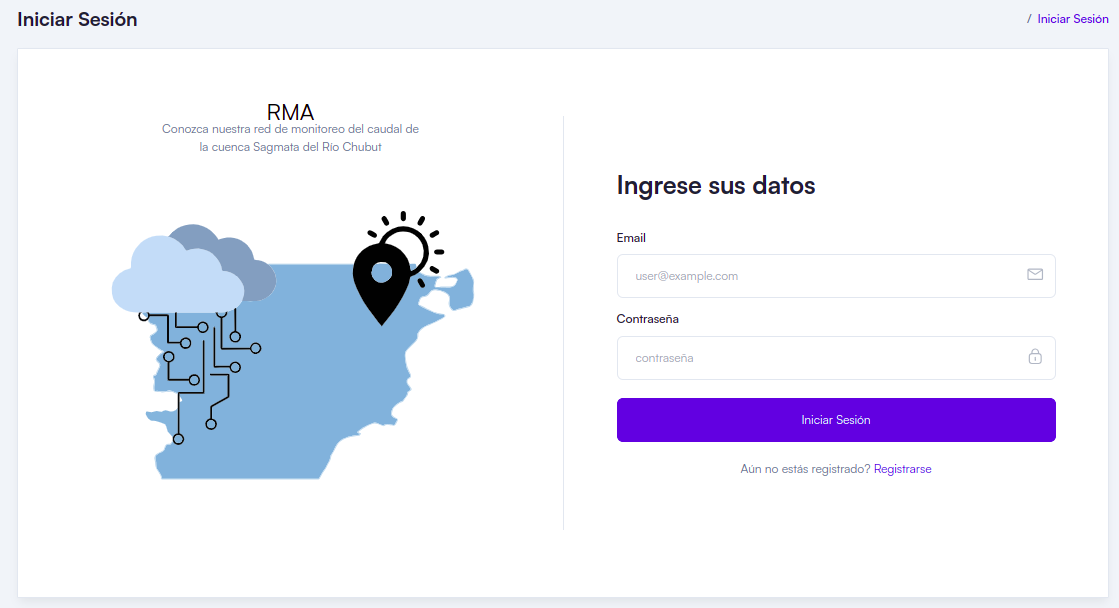 Iniciar Sesión
/ Iniciar Sesión
RMA
Conozca nuestra red de monitoreo del caudal de
la cuenca Sagmata del Río Chubut
Ingrese sus datos
Email
user@example.com
Contraseña
contraseña
Iniciar Sesión
Aún no estás registrado? Registrarse